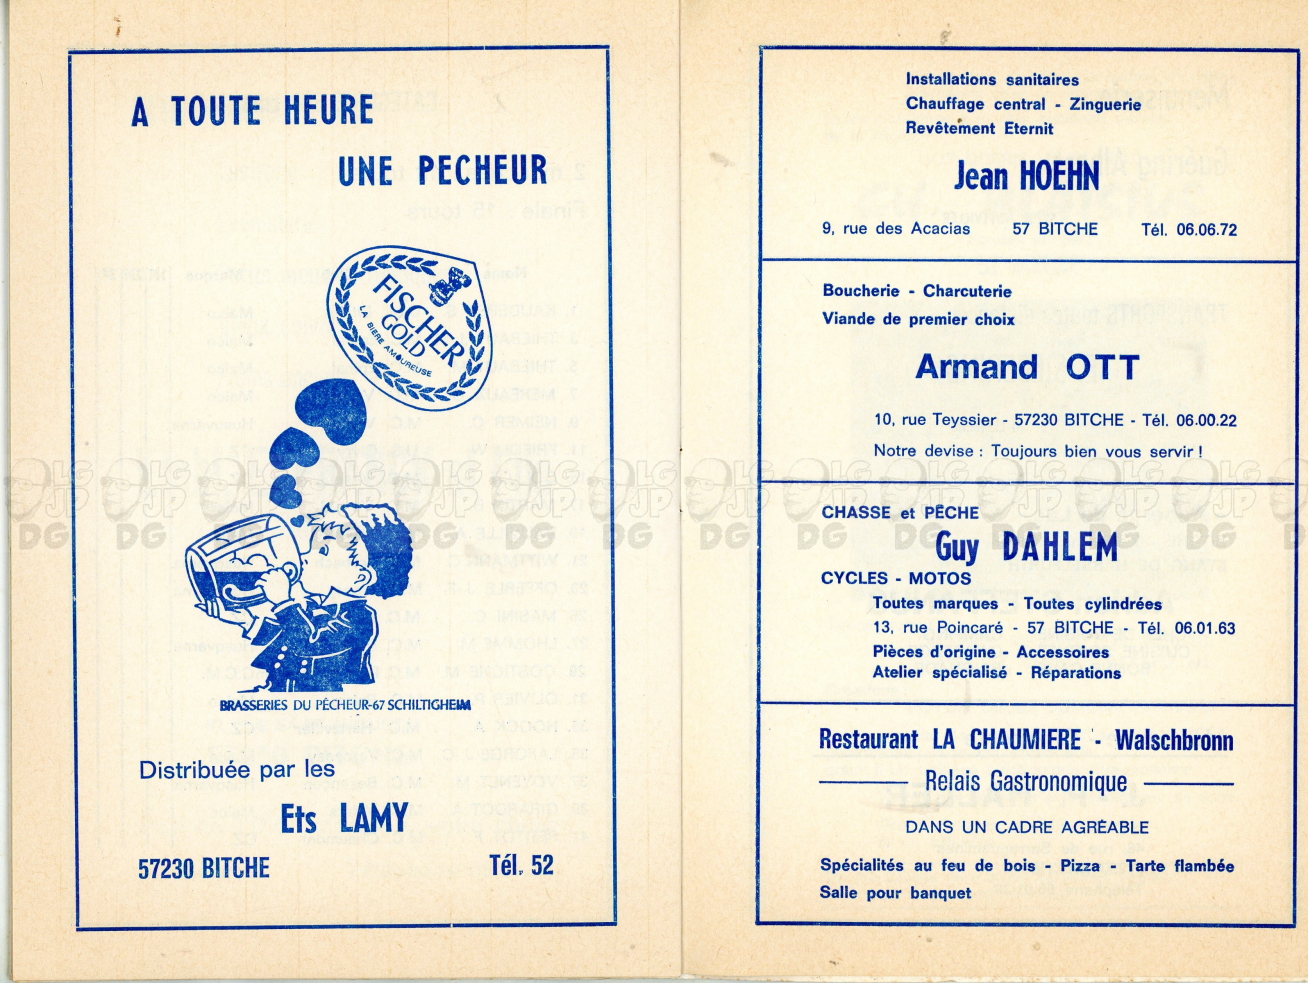 A TOUTE HEURE
UNE PECHEUR
FISCHER
GOLD
LA BIERE AMOUREUSE
BRASSERIES DU PÉCHEUR-67 SCHILTIGHEIM
Distribuée par les
Ets LAMY
57230 BITCHE Tél. 52
Installations sanitaires
Chauffage central - Zinguerie
Revêtement Eternit
Jean HOEHN
9, rue des Acacias 57 BITCHE Tél. 06.06.72
Boucherie - Charcuterie
Viande de premier choix
Armand OTT
10, rue Teyssier - 57230 BITCHE - Tél. 06.00.22
Notre devise : Toujours bien vous servir !
CHASSE et PÊCHE
Guy DAHLEM
CYCLES - MOTOS
Toutes marques - Toutes cylindrées
13, rue Poincaré - 57 BITCHE - Tél. 06.01.63
Pièces d'origine - Accessoires
Atelier spécialisé - Réparations
Restaurant LA CHAUMIERE - Walschbronn
Relais Gastronomique
DANS UN CADRE AGRÉABLE
Spécialités au feu de bois - Pizza - Tarte flambée
Salle pour banquet
LG JP DG